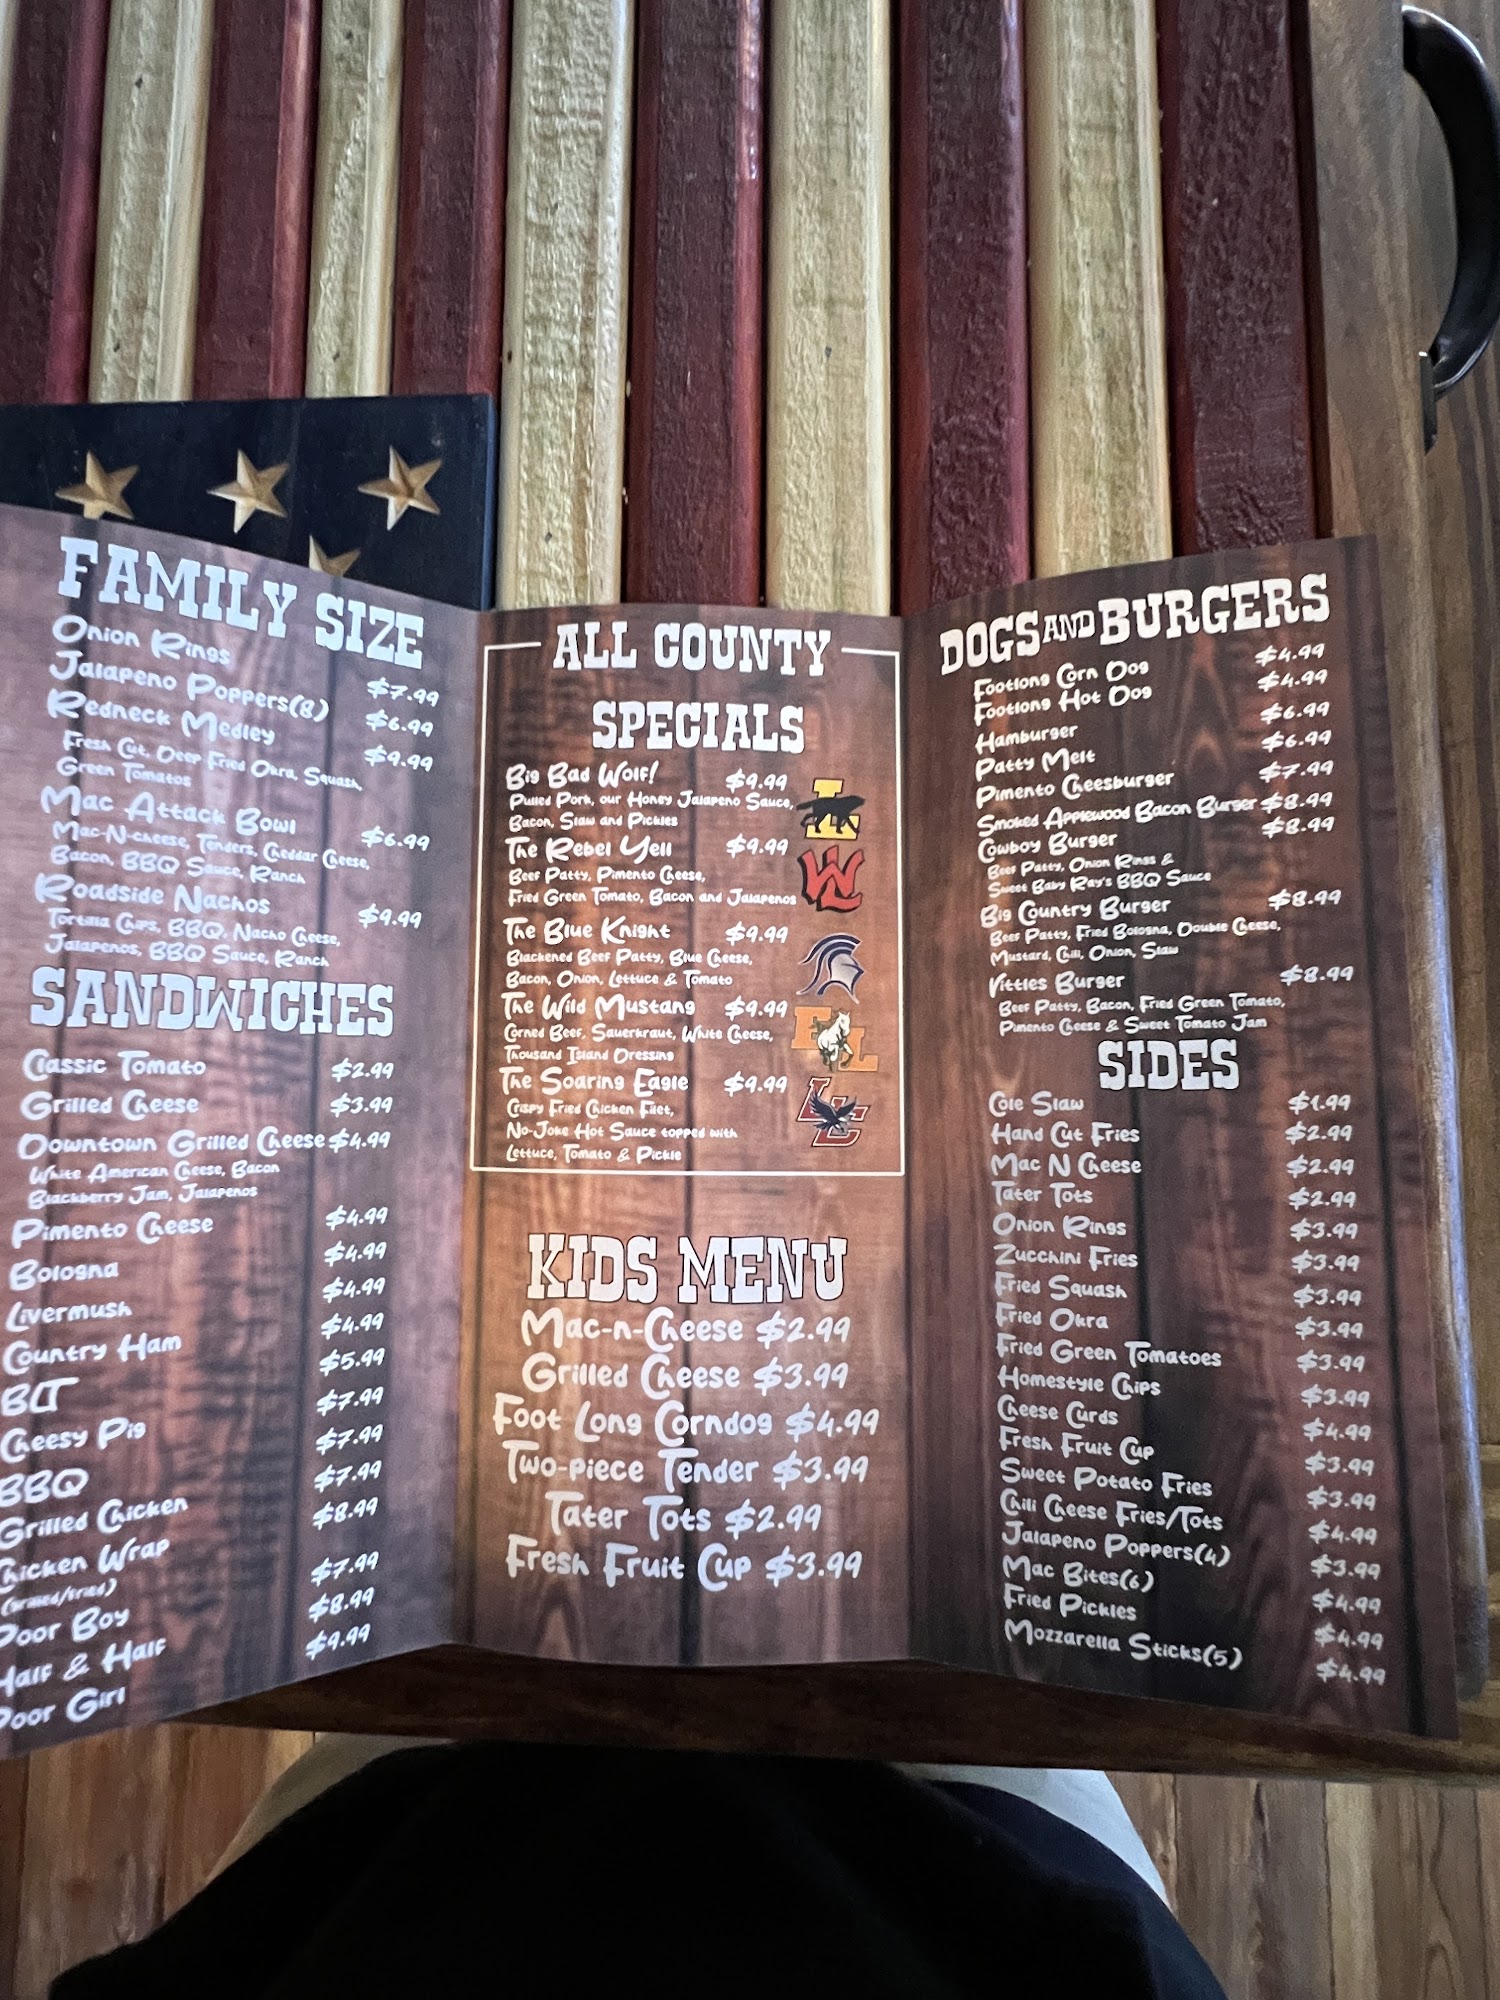 FAMILY SIZE
Onion Rings $7.99
Jalapeno Poppers(8) $6.99
Redneck Medley $9.99
Fresh Cut, Deep Fried Okra, Squash,
Green Tomatos
Mac Attack Bowl $6.99
Mac-N-cheese, Tenders, Cheddar Cheese,
Bacon, BBQ Sauce, Ranch
Roadside Nachos $9.99
Tortilla Chips, BBQ, Nacho Cheese,
Jalapenos, BBQ Sauce, Ranch
SANDWICHES
Classic Tomato $2.99
Grilled Cheese $3.99
Downtown Grilled Cheese $4.99
White American Cheese, Bacon
Blackberry Jam, Jalapenos
Pimento Cheese $4.99
Bologna $4.99
Livermush $4.99
Country Ham $4.99
BLT $5.99
Cheesy Pig $7.99
BBQ $7.99
Grilled Chicken $7.99
Chicken Wrap $8.99
(Grilled/Fried)
Poor Boy $7.99
Half & Half $8.99
Poor Girl $9.99
ALL COUNTY
SPECIALS
Big Bad Wolf! $9.99
Pulled Pork, our Honey Jalapeno Sauce,
Bacon, Slaw and Pickles
L
The Rebel Yell $9.99
Beef Patty, Pimento Cheese,
Fried Green Tomato, Bacon and Jalapenos
WL
The Blue Knight $9.99
Blackened Beef Patty, Blue Cheese,
Bacon, Onion, Lettuce & Tomato
The Wild Mustang $9.99
Corned Beef, Sauerkraut, White Cheese,
Thousand Island Dressing
EL
The Soaring Eagle $9.99
Crispy Fried Chicken Filet,
No-Joke Hot Sauce topped with
Lettuce, Tomato & Pickle
LC
KIDS MENU
Mac-n-Cheese $2.99
Grilled Cheese $3.99
Foot Long Corndog $4.99
Two-piece Tender $3.99
Tater Tots $2.99
Fresh Fruit Cup $3.99
DOGS AND BURGERS
Footlong Corn Dog $4.99
Footlong Hot Dog $4.99
Hamburger $6.99
Patty Melt $6.99
Pimento Cheesburger $7.99
Smoked Applewood Bacon Burger $8.99
Cowboy Burger $8.99
Beef Patty, Onion Rings &
Sweet Baby Ray's BBQ Sauce
Big Country Burger $8.99
Beef Patty, Fried Bologna, Double Cheese,
Mustard, Chili, Onion, Slaw
Vittles Burger $8.99
Beef Patty, Bacon, Fried Green Tomato,
Pimento Cheese & Sweet Tomato Jam
SIDES
Cole Slaw $1.99
Hand Cut Fries $2.99
Mac N Cheese $2.99
Tater Tots $2.99
Onion Rings $3.99
Zucchini Fries $3.99
Fried Squash $3.99
Fried Okra $3.99
Fried Green Tomatoes $3.99
Homestyle Chips $3.99
Cheese Curds $4.99
Fresh Fruit Cup $3.99
Sweet Potato Fries $3.99
Chili Cheese Fries/Tots $4.99
Jalapeno Poppers(4) $3.99
Mac Bites(6) $4.99
Fried Pickles $4.99
Mozzarella Sticks(5) $4.99